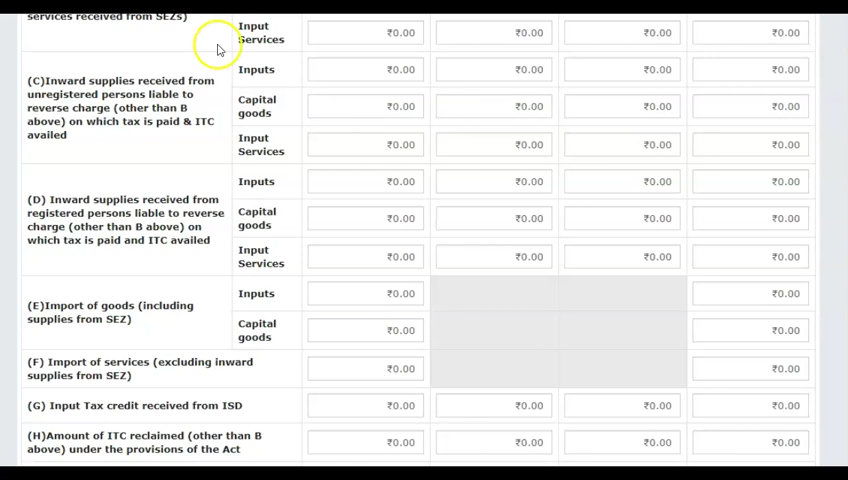 services received from SEZs)
Input
Services
₹0.00 ₹0.00 ₹0.00 ₹0.00
(C)Inward supplies received from
unregistered persons liable to
reverse charge (other than B
above) on which tax is paid & ITC
availed
Inputs
₹0.00 ₹0.00 ₹0.00 ₹0.00
Capital
goods
₹0.00 ₹0.00 ₹0.00 ₹0.00
Input
Services
₹0.00 ₹0.00 ₹0.00 ₹0.00
(D) Inward supplies received from
registered persons liable to reverse
charge (other than B above) on
which tax is paid and ITC availed
Inputs
₹0.00 ₹0.00 ₹0.00 ₹0.00
Capital
goods
₹0.00 ₹0.00 ₹0.00 ₹0.00
Input
Services
₹0.00 ₹0.00 ₹0.00 ₹0.00
(E)Import of goods (including
supplies from SEZ)
Inputs
₹0.00 ₹0.00
Capital
goods
₹0.00 ₹0.00
(F) Import of services (excluding inward
supplies from SEZ)
₹0.00 ₹0.00
(G) Input Tax credit received from ISD
₹0.00 ₹0.00 ₹0.00 ₹0.00
(H)Amount of ITC reclaimed (other than B
above) under the provisions of the Act
₹0.00 ₹0.00 ₹0.00 ₹0.00